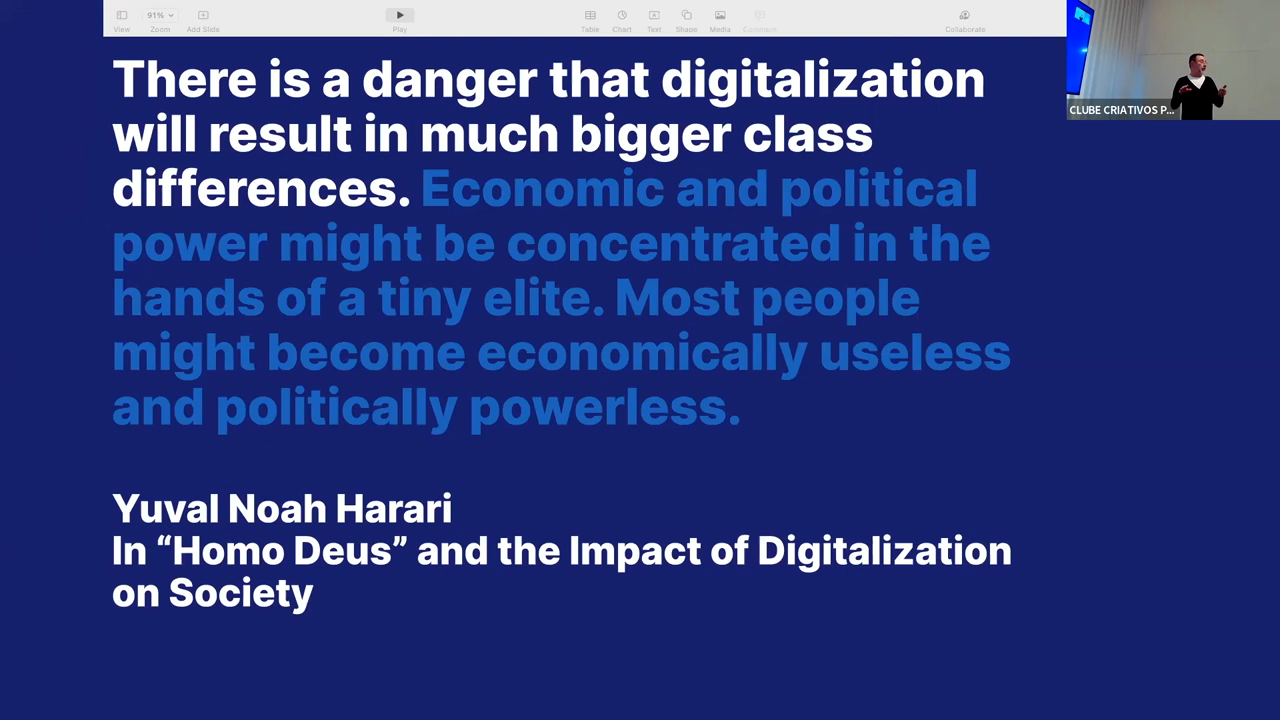 91%
View
Zoom
Add Slide
Play
Table
Chart
Text
Shape
Media
Comment
Collaborate
CLUBE CRIATIVOS P...
There is a danger that digitalization
will result in much bigger class
differences. Economic and political
power might be concentrated in the
hands of a tiny elite. Most people
might become economically useless
and politically powerless.
Yuval Noah Harari
In “Homo Deus” and the Impact of Digitalization
on Society